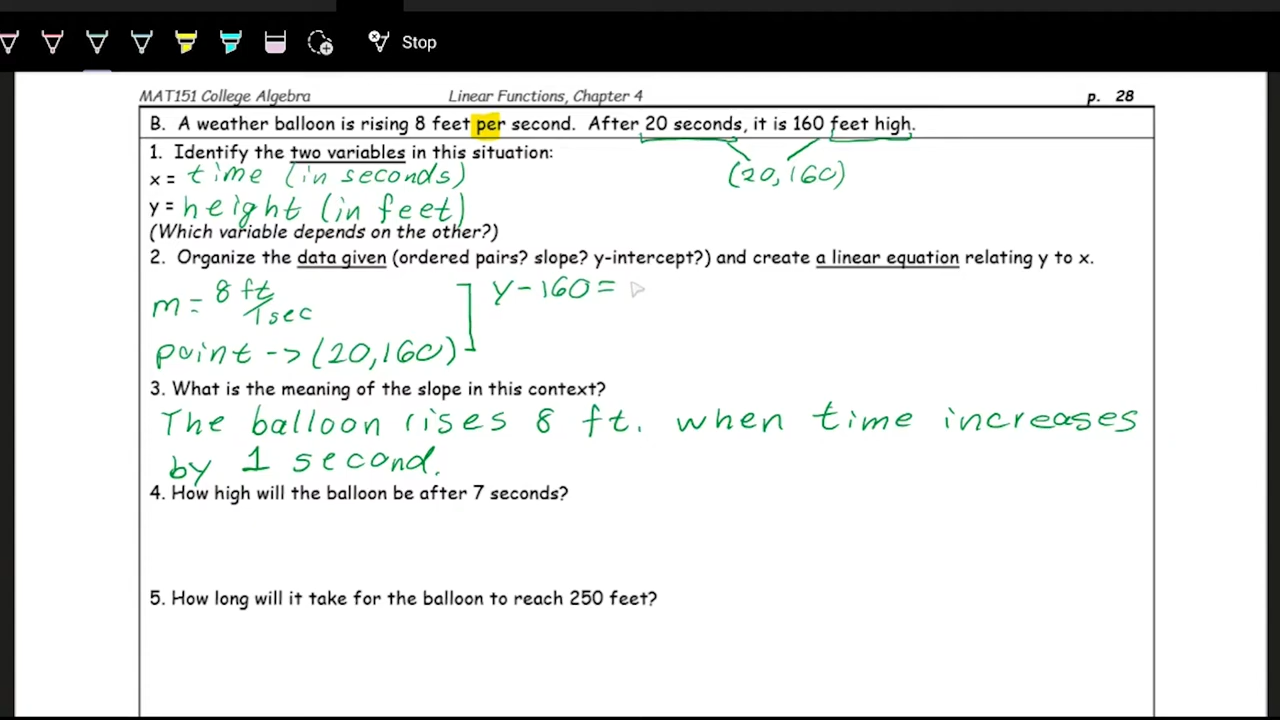 Stop
MAT151 College Algebra Linear Functions, Chapter 4 p. 28
B. A weather balloon is rising 8 feet per second. After 20 seconds, it is 160 feet high.
1. Identify the two variables in this situation:
x = time (in seconds) (20,160)
y = height (in feet)
(Which variable depends on the other?)
2. Organize the data given (ordered pairs? slope? y-intercept?) and create a linear equation relating y to x.
m = 8 ft / 1 sec y - 160 =
point -> (20,160)
3. What is the meaning of the slope in this context?
The balloon rises 8 ft. when time increases
by 1 second.
4. How high will the balloon be after 7 seconds?
5. How long will it take for the balloon to reach 250 feet?